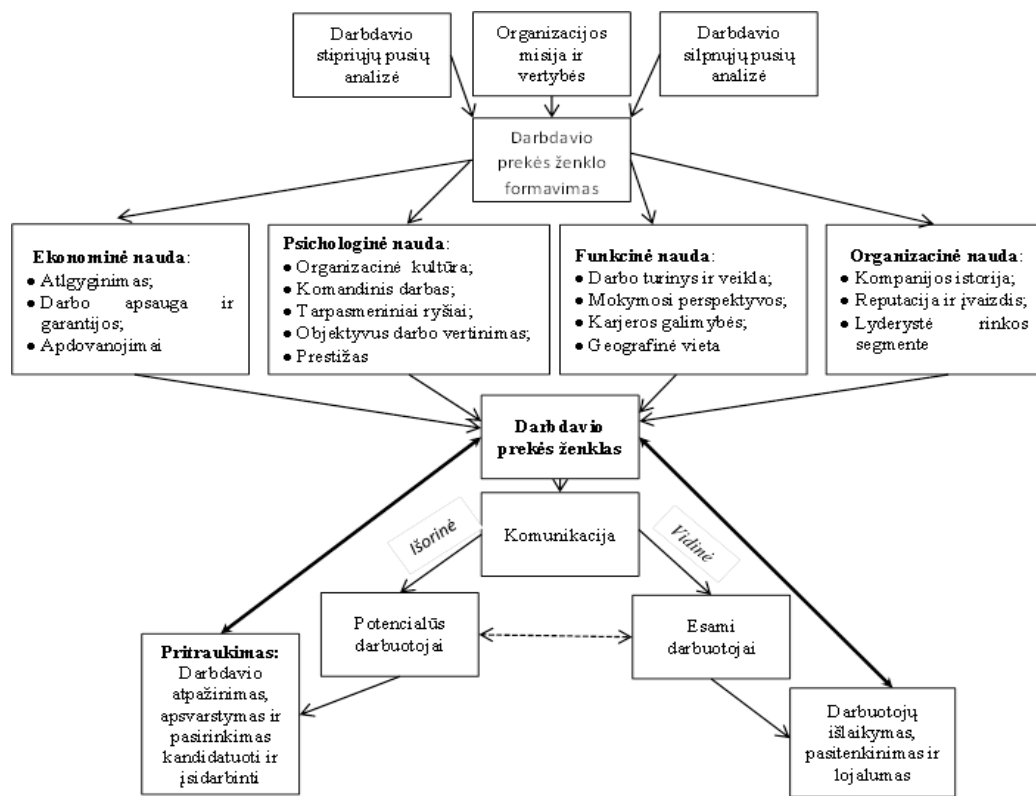 Darbdavio
stipriųjų pusių
analizė
Organizacijos
misija ir
vertybės
Darbdavio
silpnųjų pusių
analizė
Darbdavio
prekės ženklo
formavimas
Ekonominė nauda:
● Atlgyginimas;
● Darbo apsauga ir
garantijos;
● Apdovanojimai
Psichologinė nauda:
● Organizacinė kultūra;
● Komandinis darbas;
● Tarpasmeniniai ryšiai;
● Objektyvus darbo vertinimas;
● Prestižas
Funkcinė nauda:
● Darbo turinys ir veikla;
● Mokymosi perspektyvos;
● Karjeros galimybės;
● Geografinė vieta
Organizacinė nauda:
● Kompanijos istorija;
● Reputacija ir įvaizdis;
● Lyderystė rinkos
segmente
Darbdavio
prekės ženklas
Išorinė
Komunikacija
Vidinė
Potencialūs
darbuotojai
Esami
darbuotojai
Pritraukimas:
Darbdavio
atpažinimas,
apsvarstymas ir
pasirinkimas
kandidatuoti ir
įsidarbinti
Darbuotojų
išlaikymas,
pasitenkinimas ir
lojalumas